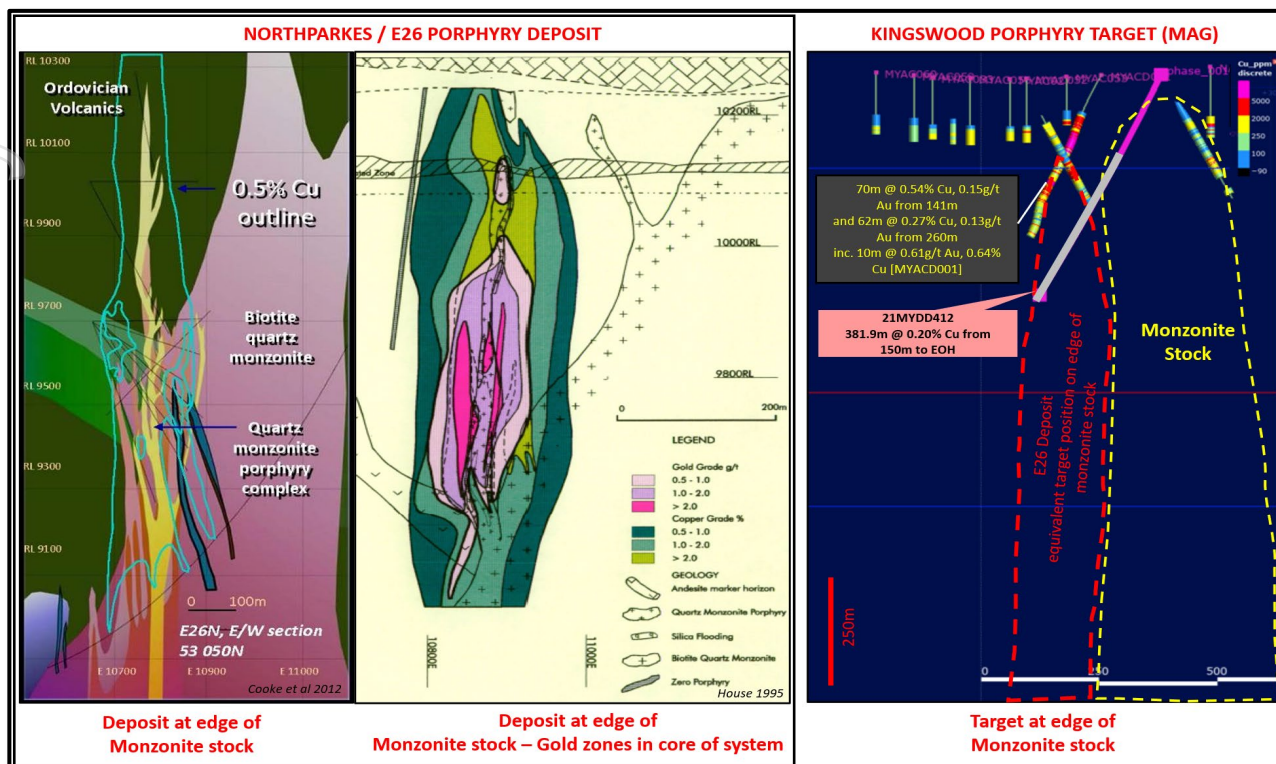 NORTHPARKES / E26 PORPHYRY DEPOSIT
RL 10300
Ordovician
Volcanics
RL 10100
0.5% Cu
outline
RL 9900
RL 9700
Biotite
quartz
monzonite
RL 9500
Quartz
monzonite
porphyry
complex
RL 9300
RL 9100
0 100m
E26N, E/W section
53 050N
E 10700 E 10900 E 11000
Cooke et al 2012
10200RL
ated Zone
10000RL
9800RL
0 200m
LEGEND
Gold Grade g/t
0.5 - 1.0
1.0 - 2.0
> 2.0
Copper Grade %
0.5 - 1.0
1.0 - 2.0
> 2.0
GEOLOGY
Andesite marker horizon
Quartz Monzonite Porphyry
Silica Flooding
Biotite Quartz Monzonite
Zero Porphyry
10800E
11000E
House 1995
Deposit at edge of
Monzonite stock
Deposit at edge of
Monzonite stock – Gold zones in core of system
KINGSWOOD PORPHYRY TARGET (MAG)
Cu_ppm
discrete
5000
2000
250
100
-90
70m @ 0.54% Cu, 0.15g/t
Au from 141m
and 62m @ 0.27% Cu, 0.13g/t
Au from 260m
inc. 10m @ 0.61g/t Au, 0.64%
Cu [MYACD001]
21MYDD412
381.9m @ 0.20% Cu from
150m to EOH
Monzonite
Stock
E26 Deposit
equivalent target position on edge of
monzonite stock
250m
0 250 500
Target at edge of
Monzonite stock